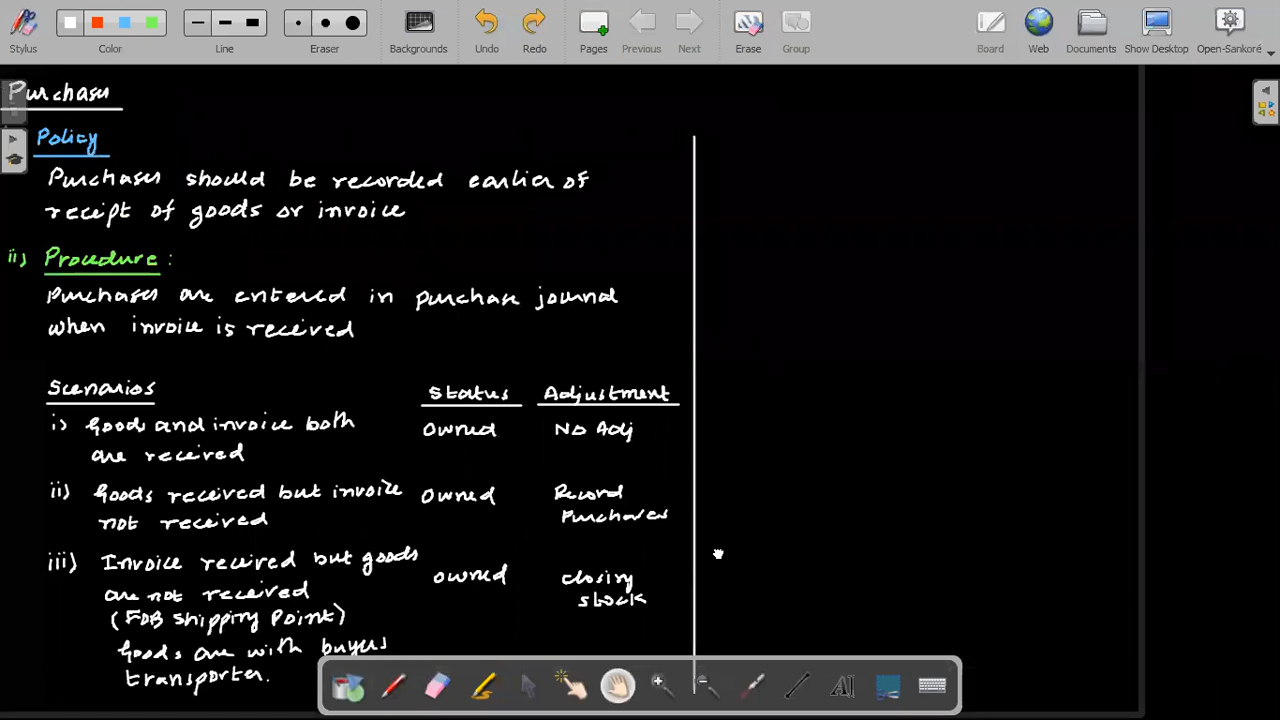 Stylus
Color
Line
Eraser
Backgrounds
Undo
Redo
Pages
Previous
Next
Erase
Group
Board
Web
Documents
Show Desktop
Open-Sankoré
Purchases
Policy
Purchases should be recorded earlier of
receipt of goods or invoice
ii) Procedure:
Purchases are entered in purchase journal
when invoice is received
Scenarios Status Adjustment
i) Goods and invoice both
are received
Owned
No Adj
ii) Goods received but invoice
not received
Owned
Record
Purchases
iii) Invoice received but goods
are not received
(FOB Shipping Point)
Goods are with buyers
transporter.
owned
closing
stock